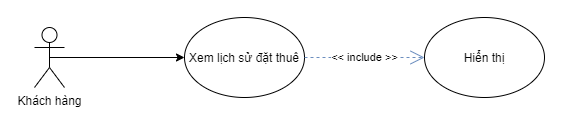 Xem lịch sử đặt thuê
<< include >>
Hiển thị
Khách hàng